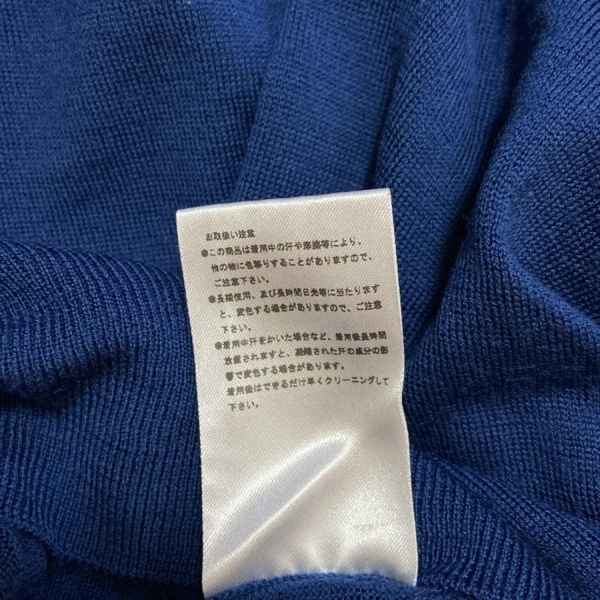 お取扱い注意
●この商品は着用中の汗や摩擦等により、
他の物に色移りすることがありますので、
ご注意下さい。
●長期使用、及び長時間日光等に当たります
と、変色する場合がありますので、ご注意
下さい。
●着用中汗をかいた場合など、着用後長時間
放置されますと、凝縮された汗の成分の影
響で変色する場合があります。
着用後はできるだけ早くクリーニングして
下さい。